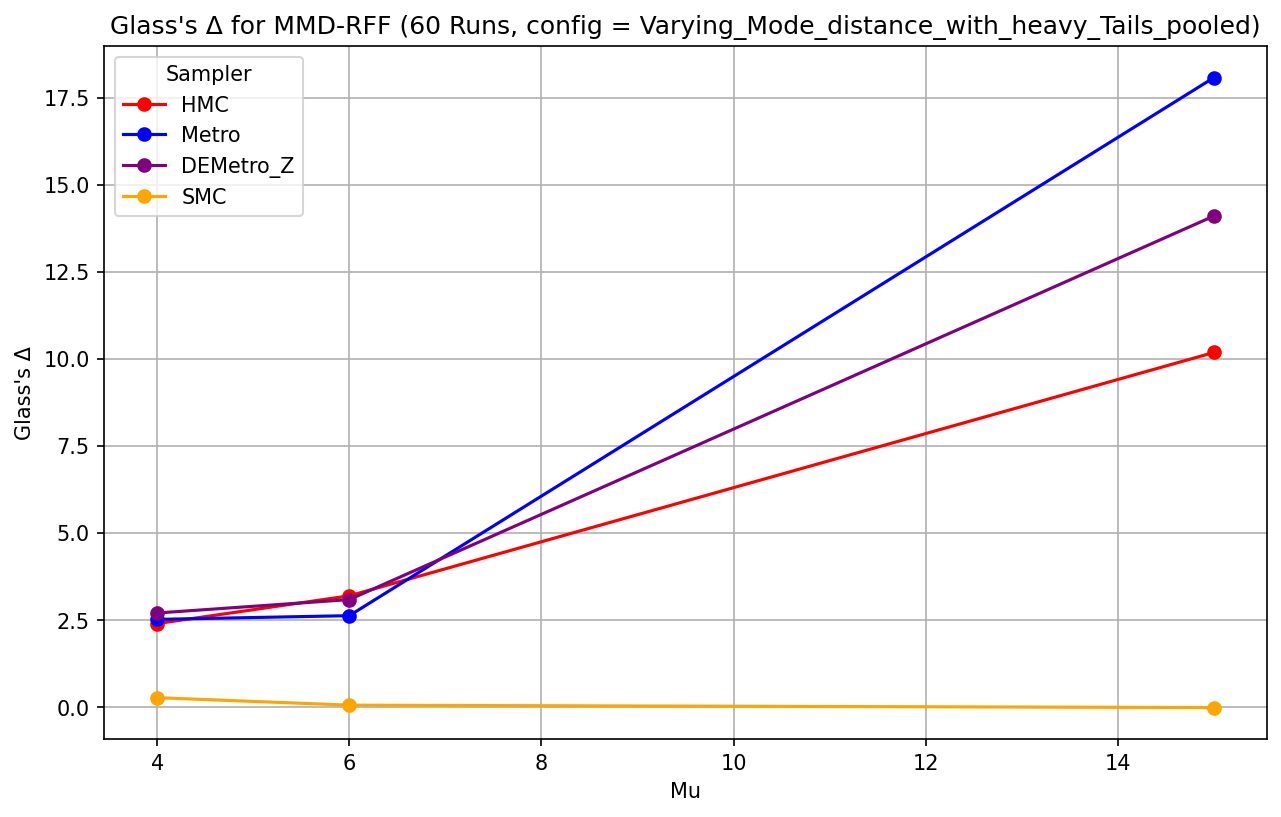 Glass's Δ for MMD-RFF (60 Runs, config = Varying_Mode_distance_with_heavy_Tails_pooled)
Sampler
HMC
Metro
DEMetro_Z
SMC
Glass's Δ
17.5
15.0
12.5
10.0
7.5
5.0
2.5
0.0
4 6 8 10 12 14
Mu